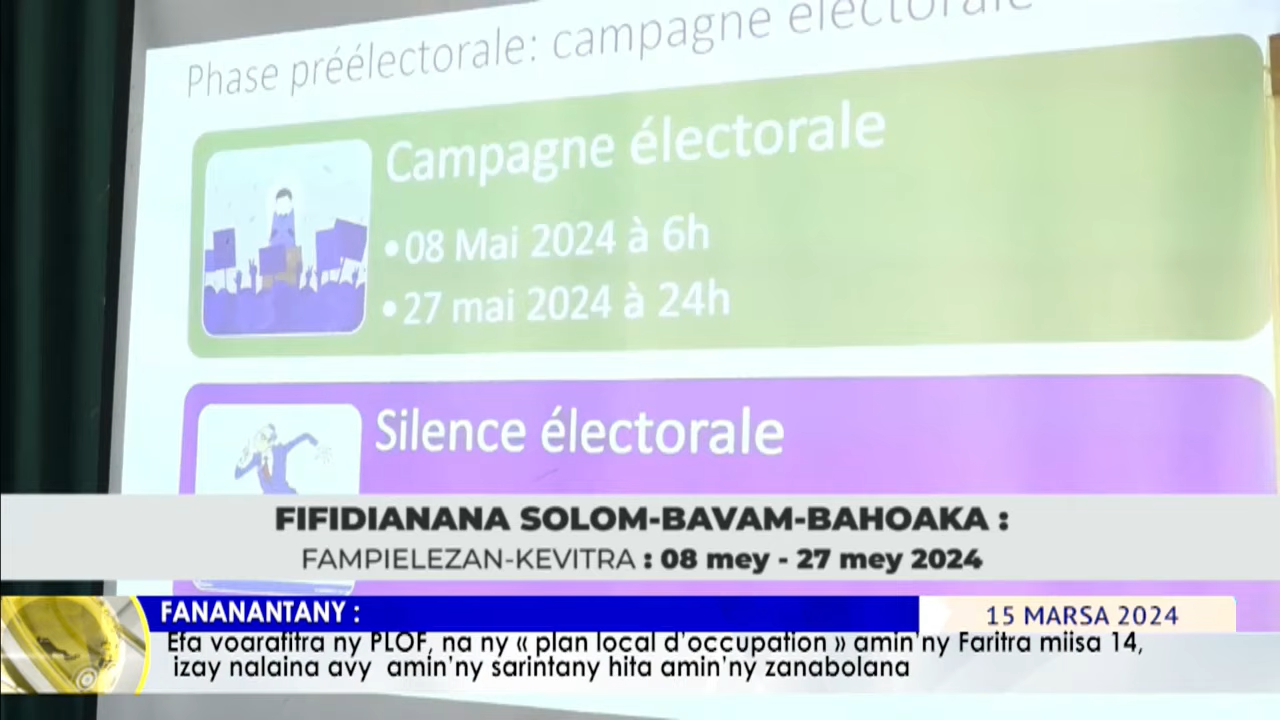 Phase préélectorale: campagne électorale
Campagne électorale
•08 Mai 2024 à 6h
•27 mai 2024 à 24h
Silence électorale
FIFIDIANANA SOLOM-BAVAM-BAHOAKA :
FAMPIELEZAN-KEVITRA : 08 mey - 27 mey 2024
FANANANTANY :
15 MARSA 2024
Efa voarafitra ny PLOF, na ny « plan local d'occupation » amin'ny Faritra miisa 14,
izay nalaina avy amin'ny sarintany hita amin'ny zanabolana